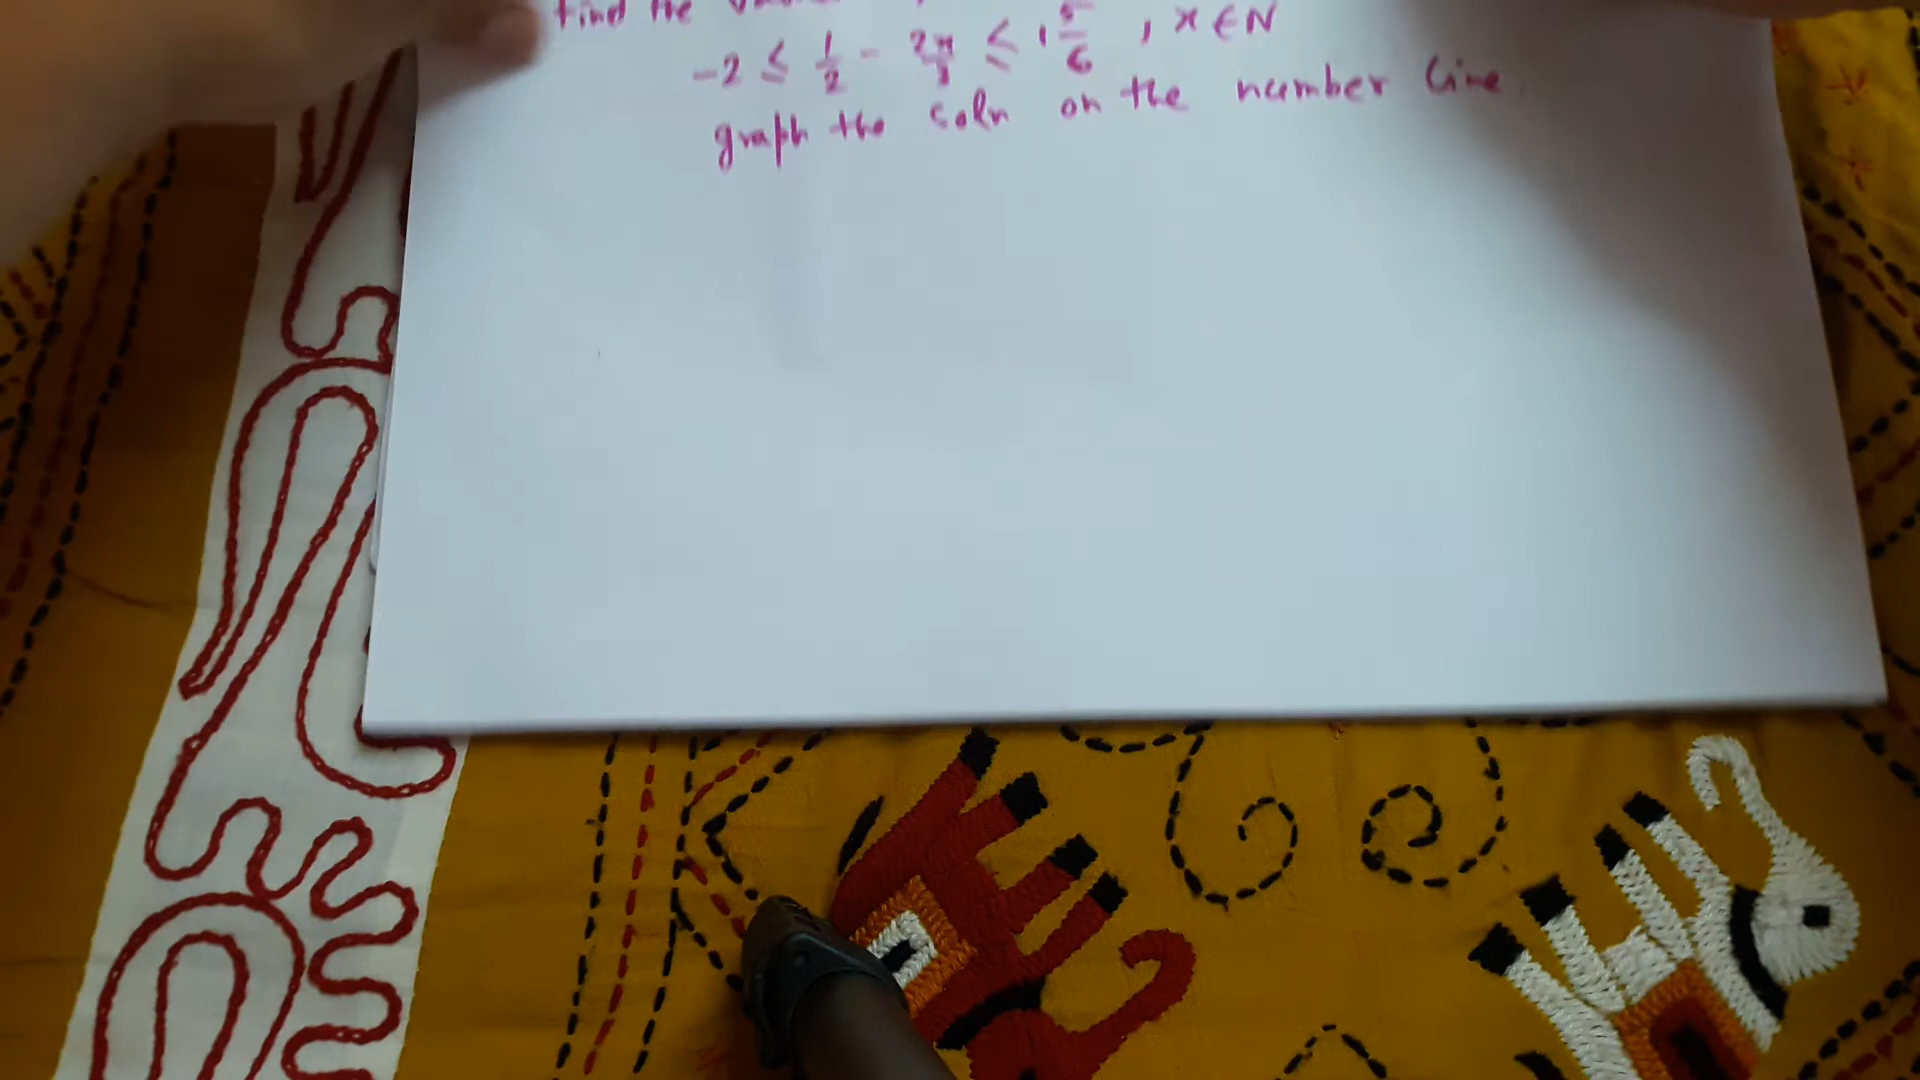 Find the
-2 ≤ 1/2 - 2x/3 ≤ 1 5/6 , x ∈ N
graph the soln on the number line.